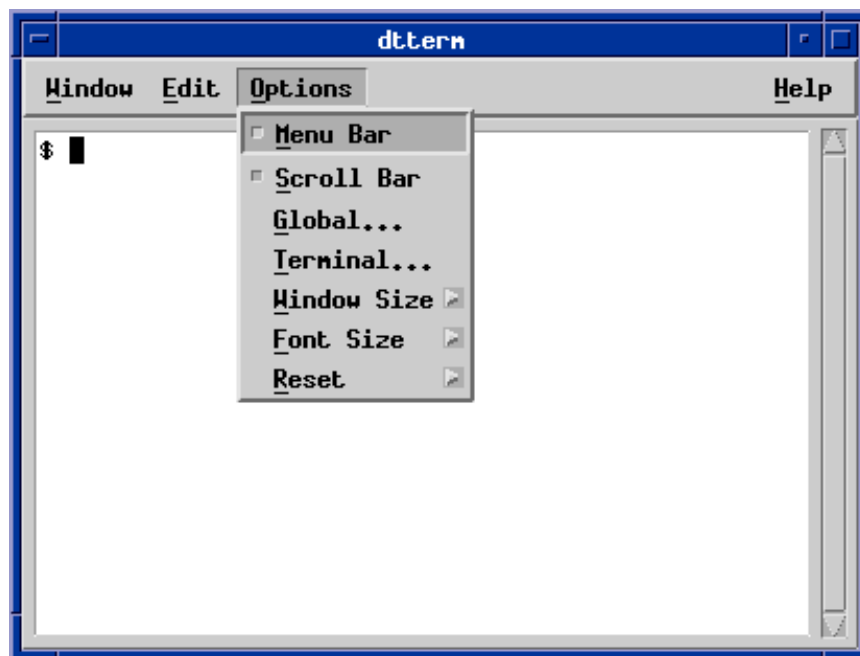 dtterm
Window Edit Options Help
$
Menu Bar
Scroll Bar
Global...
Terminal...
Window Size
Font Size
Reset